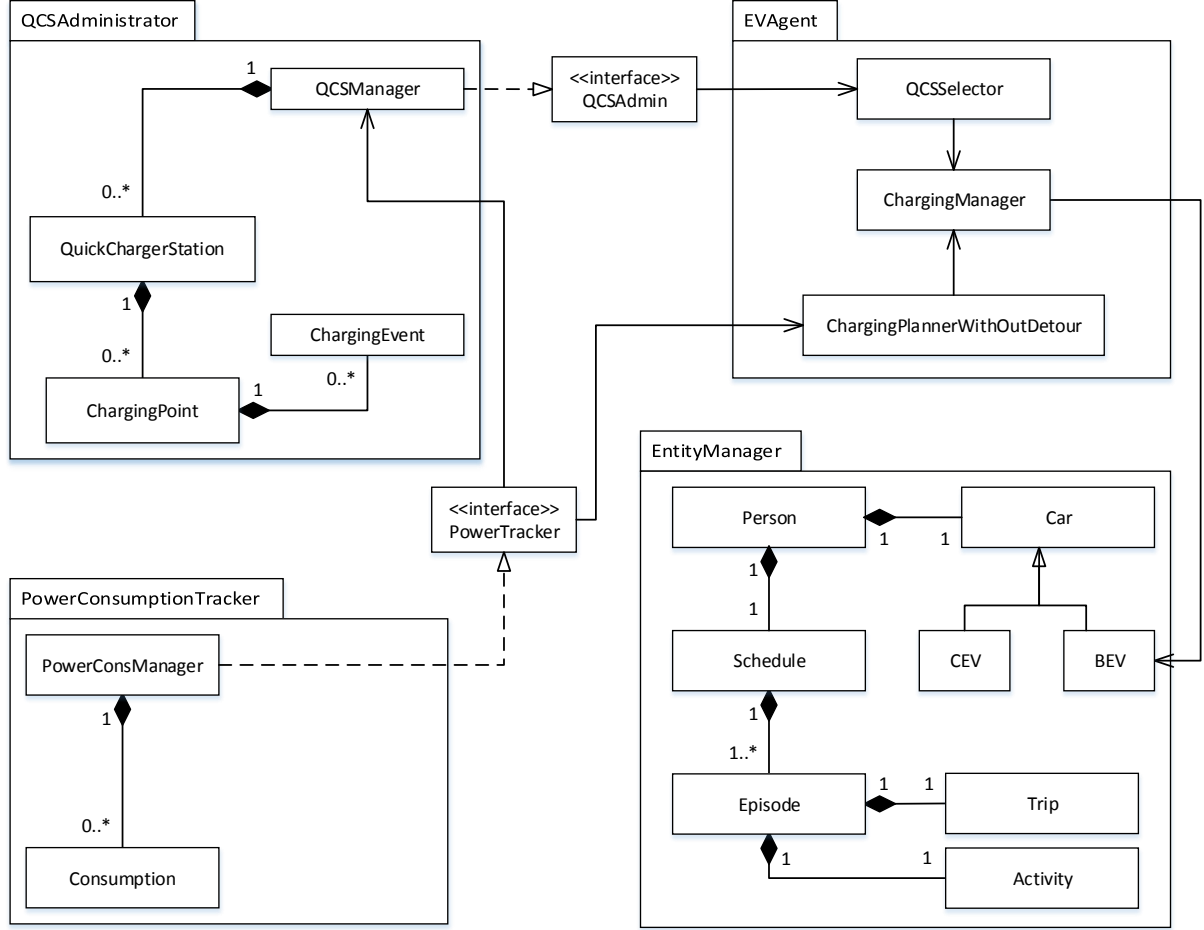 QCSAdministrator
1
QCSManager
0..*
QuickChargerStation
1
0..*
ChargingEvent
0..*
1
ChargingPoint
<<interface>>
QCSAdmin
EVAgent
QCSSelector
ChargingManager
ChargingPlannerWithOutDetour
<<interface>>
PowerTracker
EntityManager
Person
1
1
Car
1
1
Schedule
CEV
BEV
1
1..*
Episode
1
1
Trip
1
1
Activity
PowerConsumptionTracker
PowerConsManager
1
0..*
Consumption